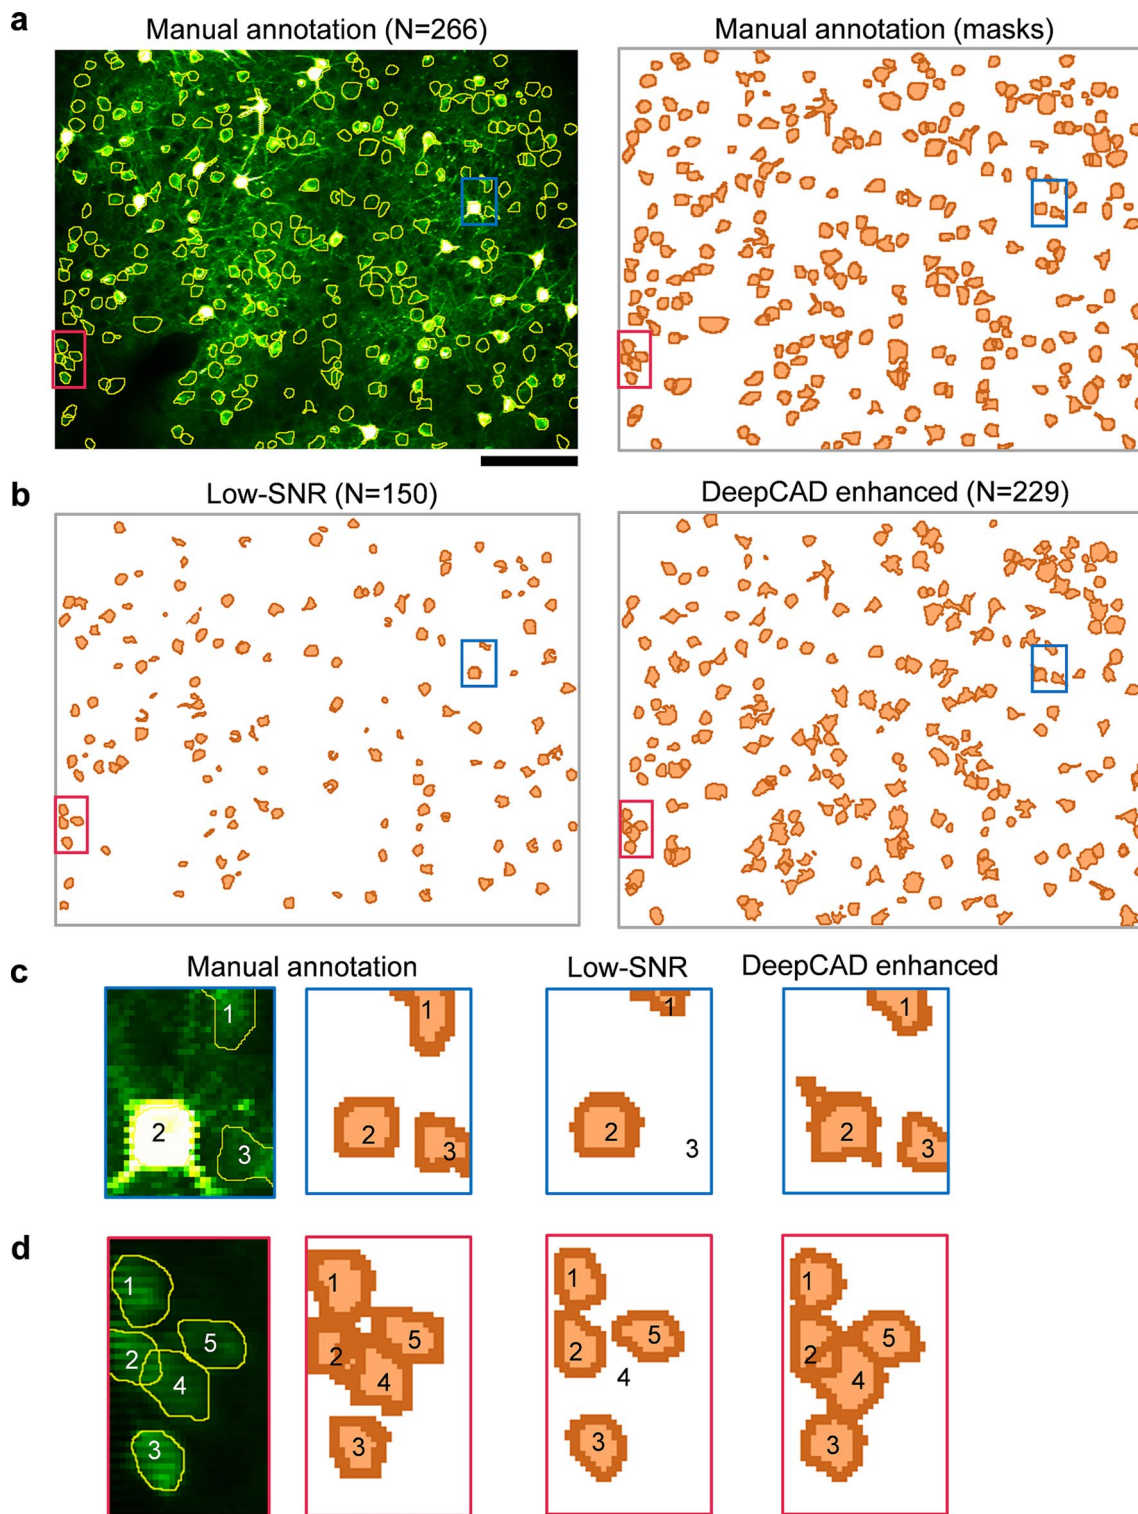 a
Manual annotation (N=266)
Manual annotation (masks)
b
Low-SNR (N=150)
DeepCAD enhanced (N=229)
c
Manual annotation
Low-SNR
DeepCAD enhanced
1
2
3
1
2
3
1
2
3
1
2
3
d
1
2
5
4
3
1
2
5
4
3
1
2
5
4
3
1
2
5
4
3